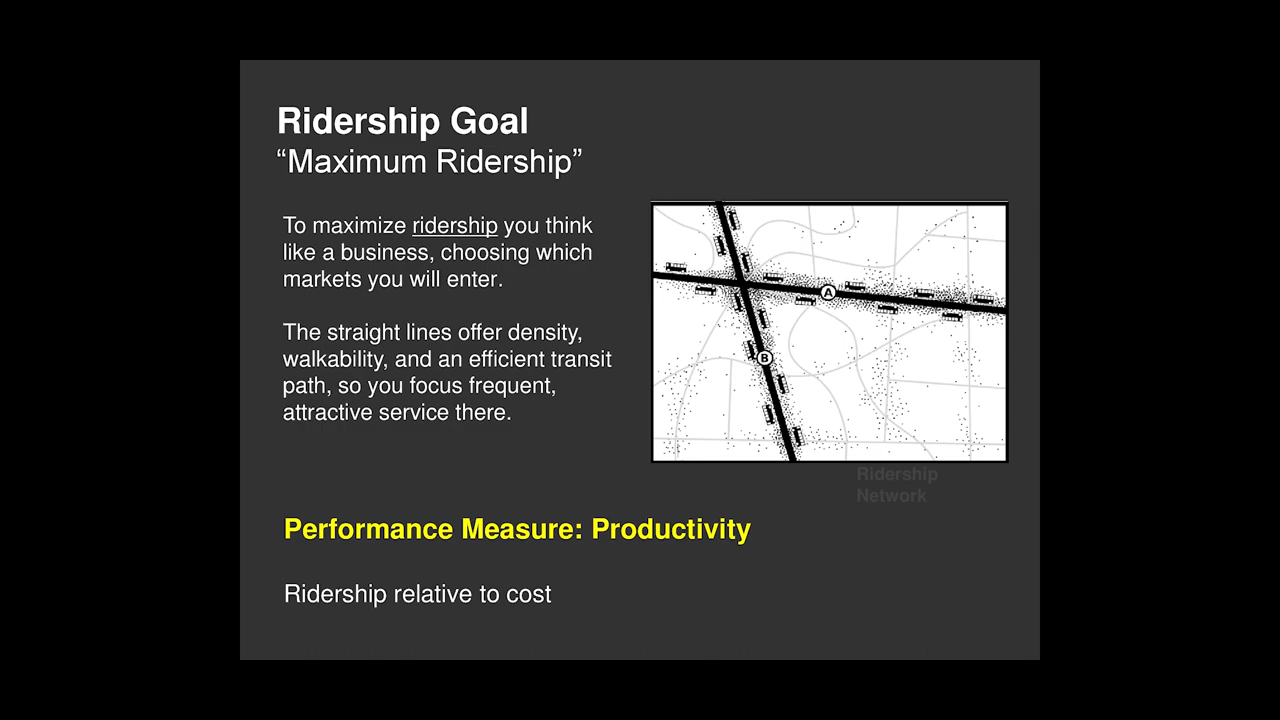 Ridership Goal
“Maximum Ridership”
To maximize ridership you think
like a business, choosing which
markets you will enter.
The straight lines offer density,
walkability, and an efficient transit
path, so you focus frequent,
attractive service there.
A
B
Ridership
Network
Performance Measure: Productivity
Ridership relative to cost